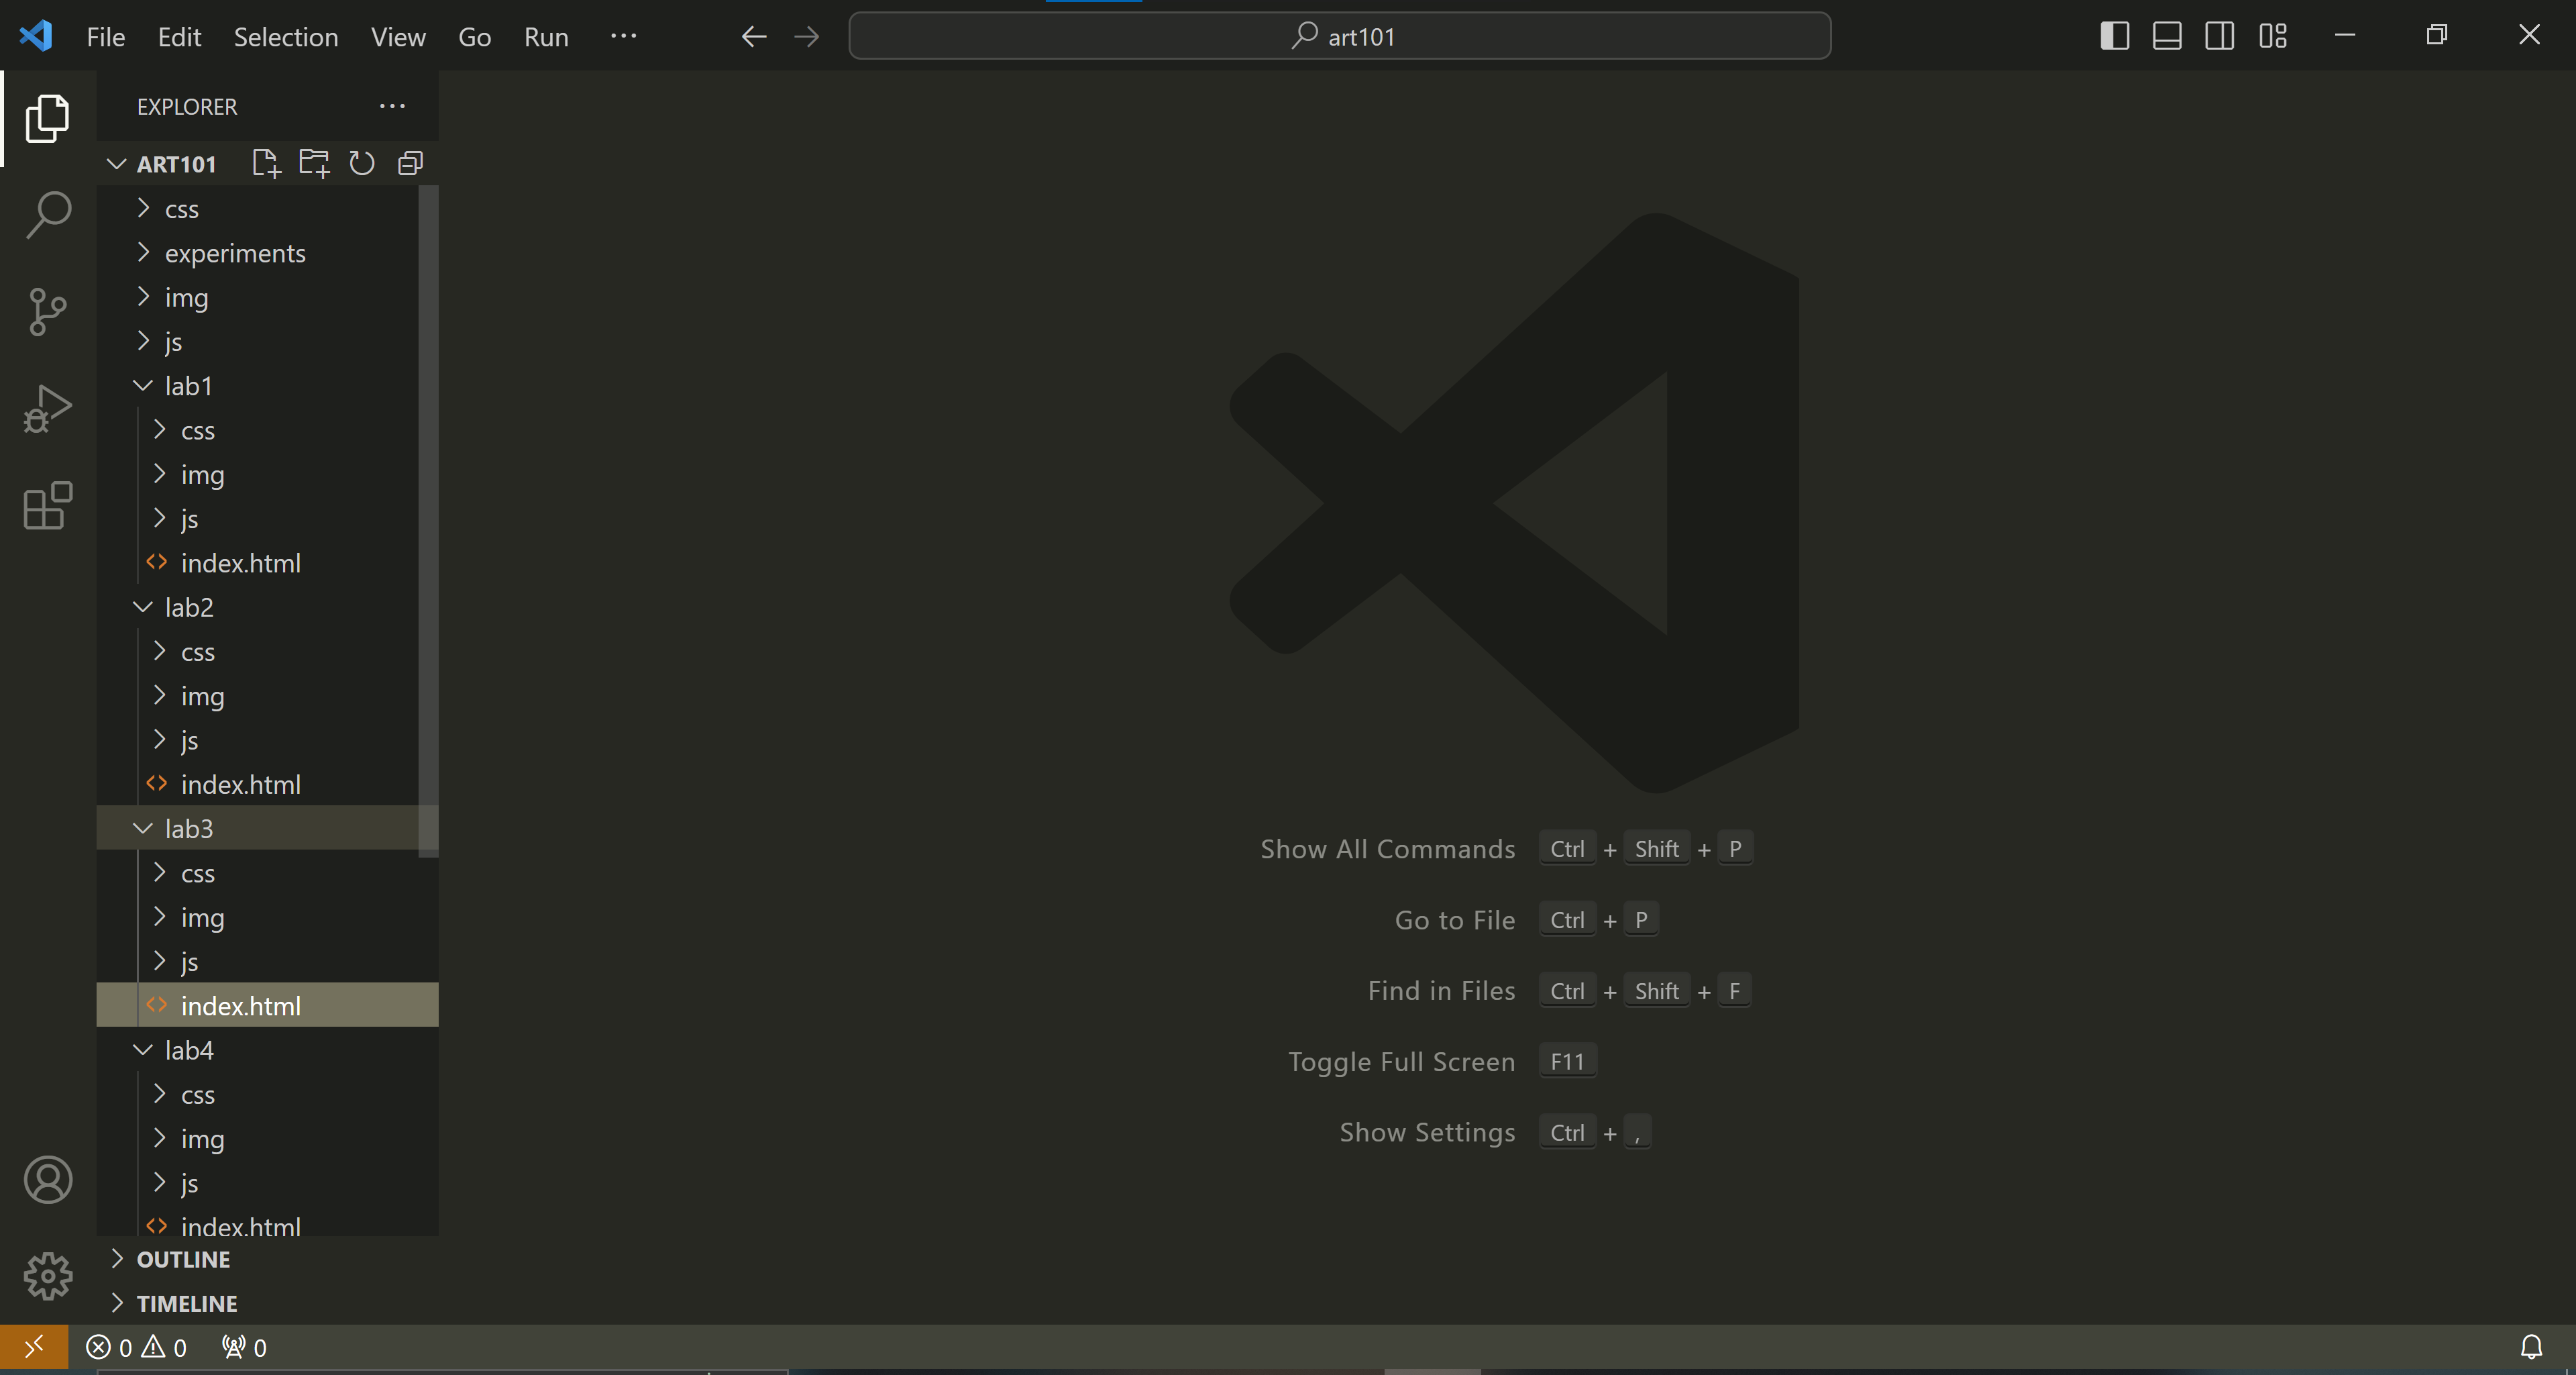 File Edit Selection View Go Run ··· art101
EXPLORER ···
ART101
css
experiments
img
js
lab1
css
img
js
index.html
lab2
css
img
js
index.html
lab3
css
img
js
index.html
lab4
css
img
js
index.html
OUTLINE
TIMELINE
Show All Commands Ctrl + Shift + P
Go to File Ctrl + P
Find in Files Ctrl + Shift + F
Toggle Full Screen F11
Show Settings Ctrl + ,
0 0 0